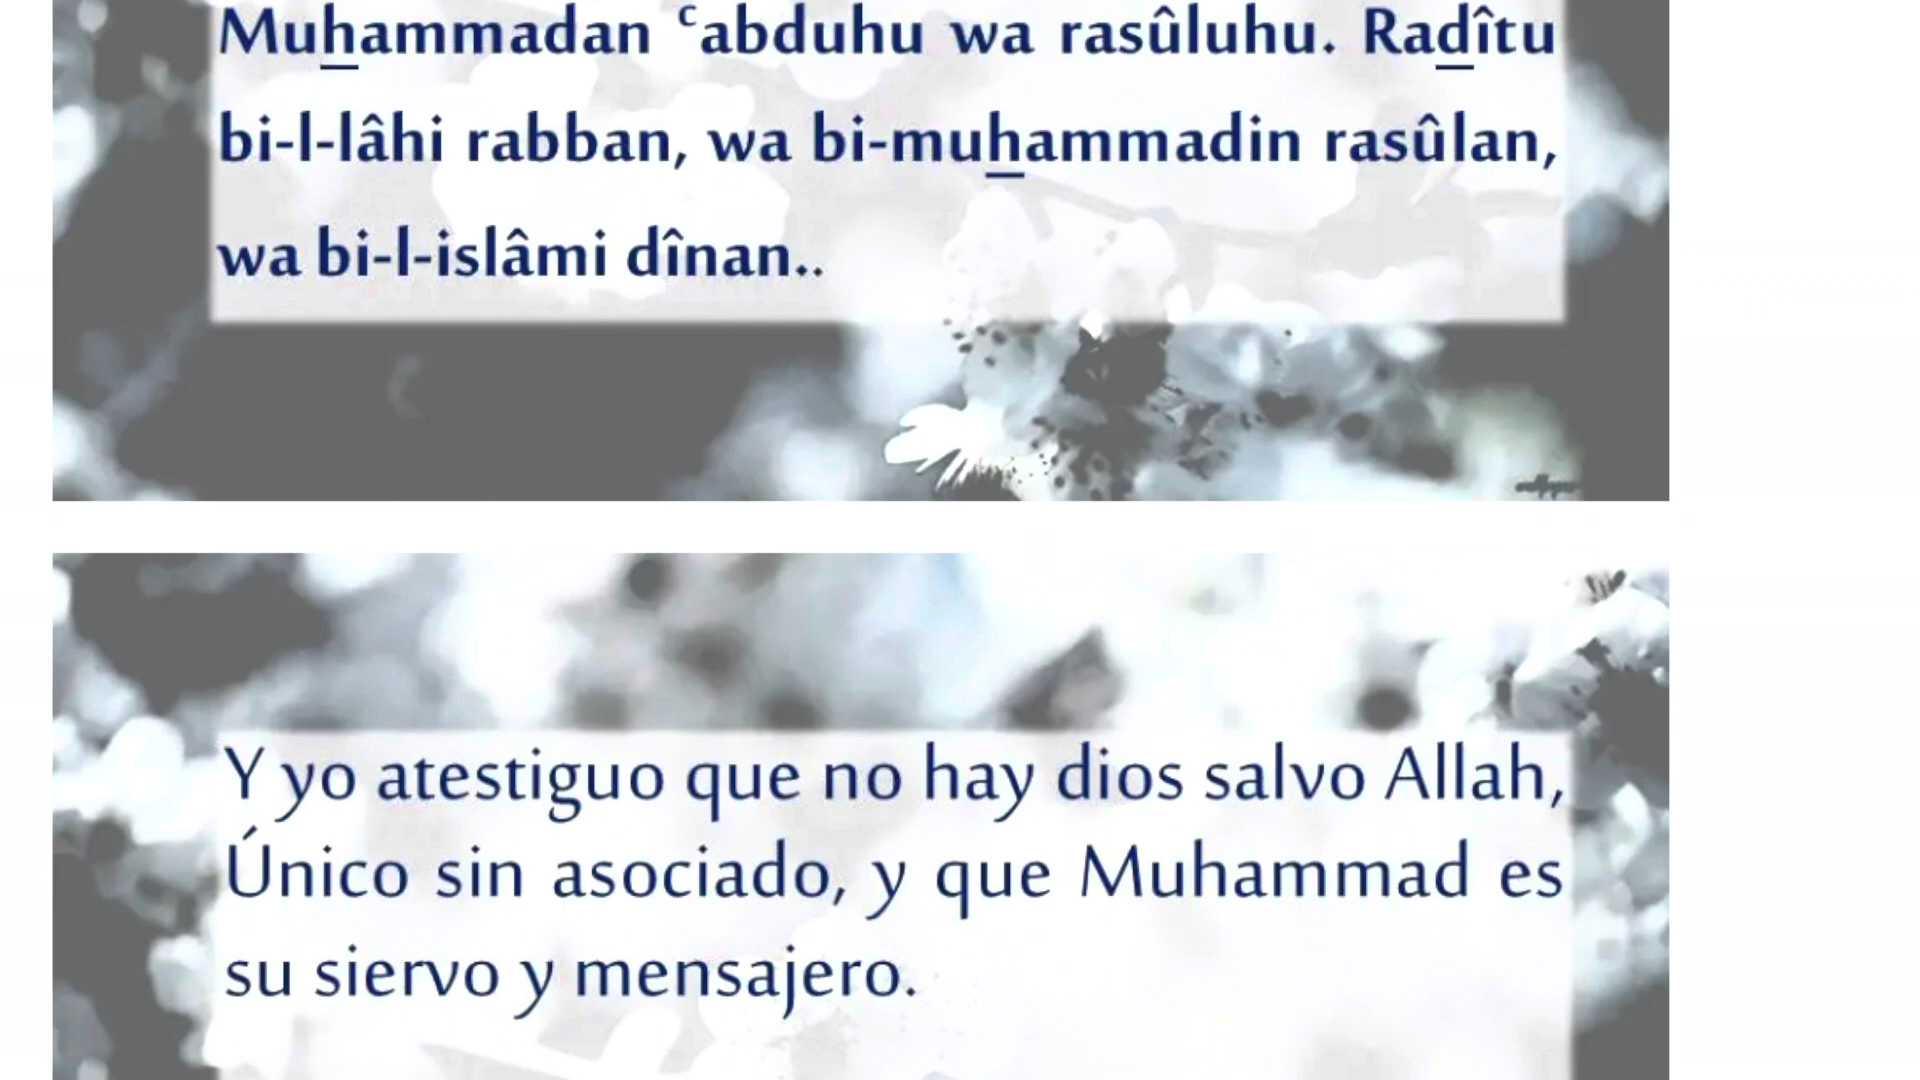 Muhammadan ᶜabduhu wa rasûluhu. Radîtu
bi-l-lâhi rabban, wa bi-muhammadin rasûlan,
wa bi-l-islâmi dînan..
Y yo atestiguo que no hay dios salvo Allah,
Único sin asociado, y que Muhammad es
su siervo y mensajero.